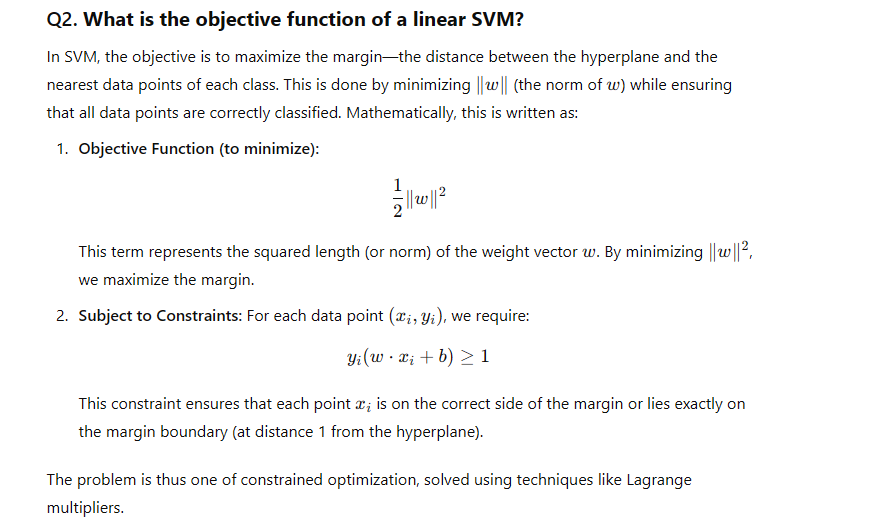 Q2. What is the objective function of a linear SVM?
In SVM, the objective is to maximize the margin—the distance between the hyperplane and the
nearest data points of each class. This is done by minimizing ||w|| (the norm of w) while ensuring
that all data points are correctly classified. Mathematically, this is written as:
1. Objective Function (to minimize):
1/2 ||w||²
This term represents the squared length (or norm) of the weight vector w. By minimizing ||w||²,
we maximize the margin.
2. Subject to Constraints: For each data point (xᵢ, yᵢ), we require:
yᵢ(w · xᵢ + b) ≥ 1
This constraint ensures that each point xᵢ is on the correct side of the margin or lies exactly on
the margin boundary (at distance 1 from the hyperplane).
The problem is thus one of constrained optimization, solved using techniques like Lagrange
multipliers.